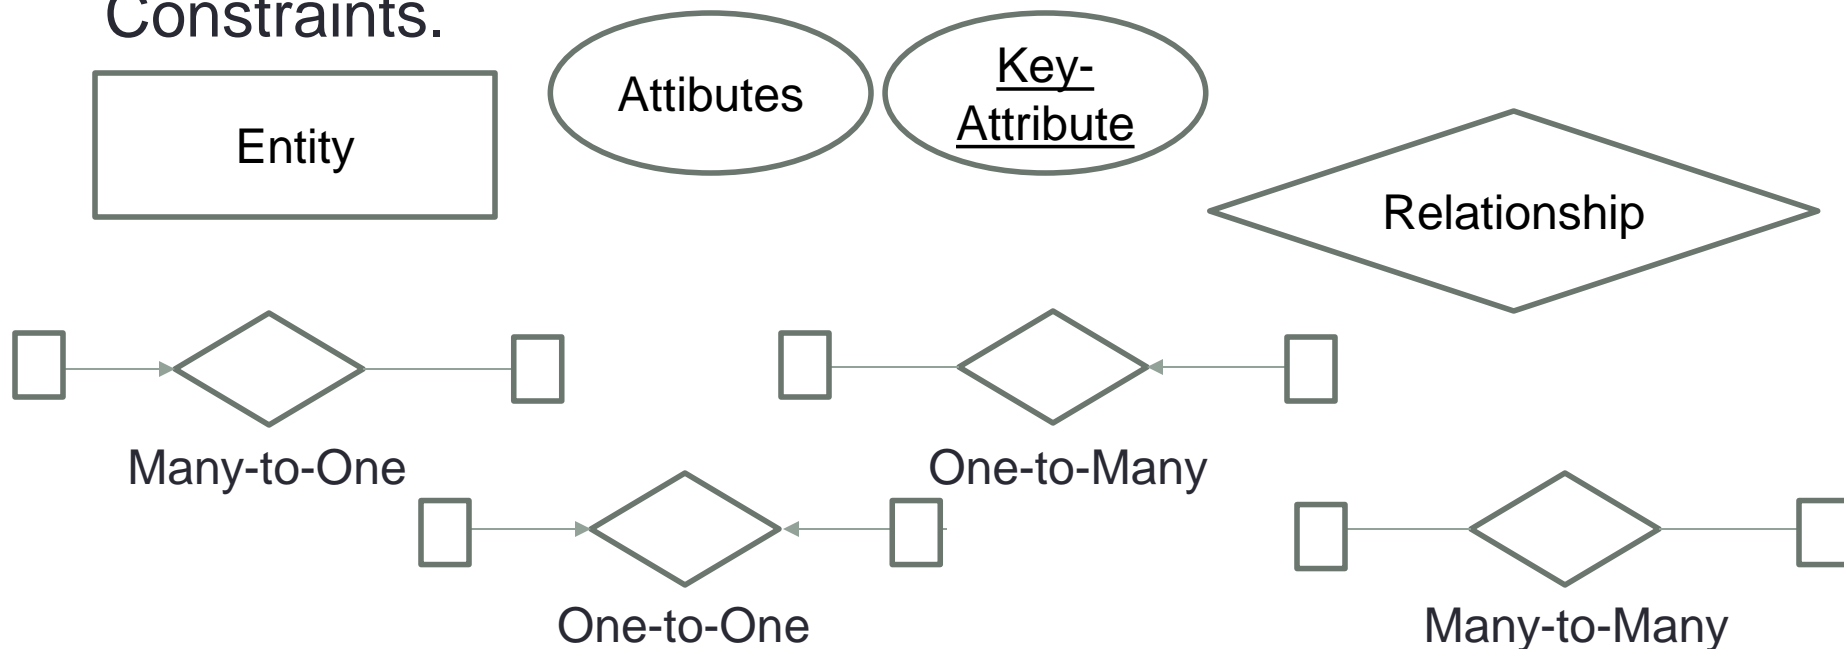 Constraints.
Entity
Attibutes
Key-
Attribute
Relationship
Many-to-One
One-to-Many
One-to-One
Many-to-Many